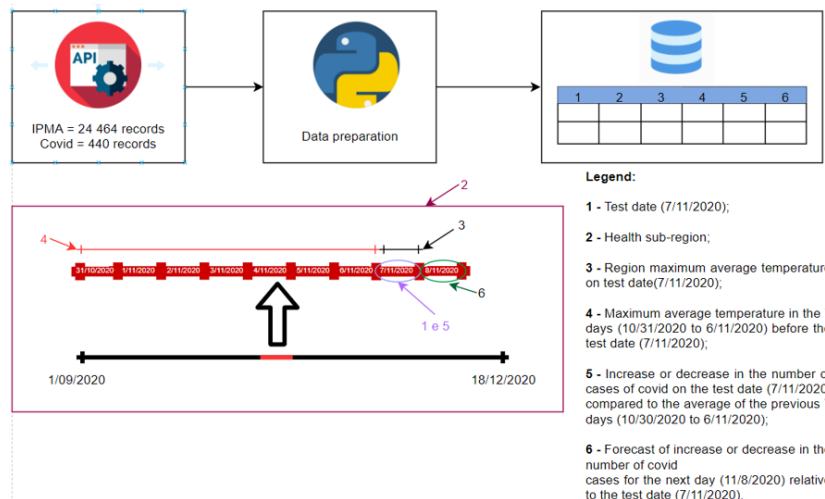 API
IPMA = 24 464 records
Covid = 440 records
Data preparation
1 2 3 4 5 6
2
4
3
31/10/2020 1/11/2020 2/11/2020 3/11/2020 4/11/2020 5/11/2020 6/11/2020 7/11/2020 8/11/2020
6
1 e 5
1/09/2020
18/12/2020
Legend:
1 - Test date (7/11/2020);
2 - Health sub-region;
3 - Region maximum average temperature
on test date(7/11/2020);
4 - Maximum average temperature in the
days (10/31/2020 to 6/11/2020) before the
test date (7/11/2020);
5 - Increase or decrease in the number o
cases of covid on the test date (7/11/2020
compared to the average of the previous
days (10/30/2020 to 6/11/2020);
6 - Forecast of increase or decrease in the
number of covid
cases for the next day (11/8/2020) relative
to the test date (7/11/2020).